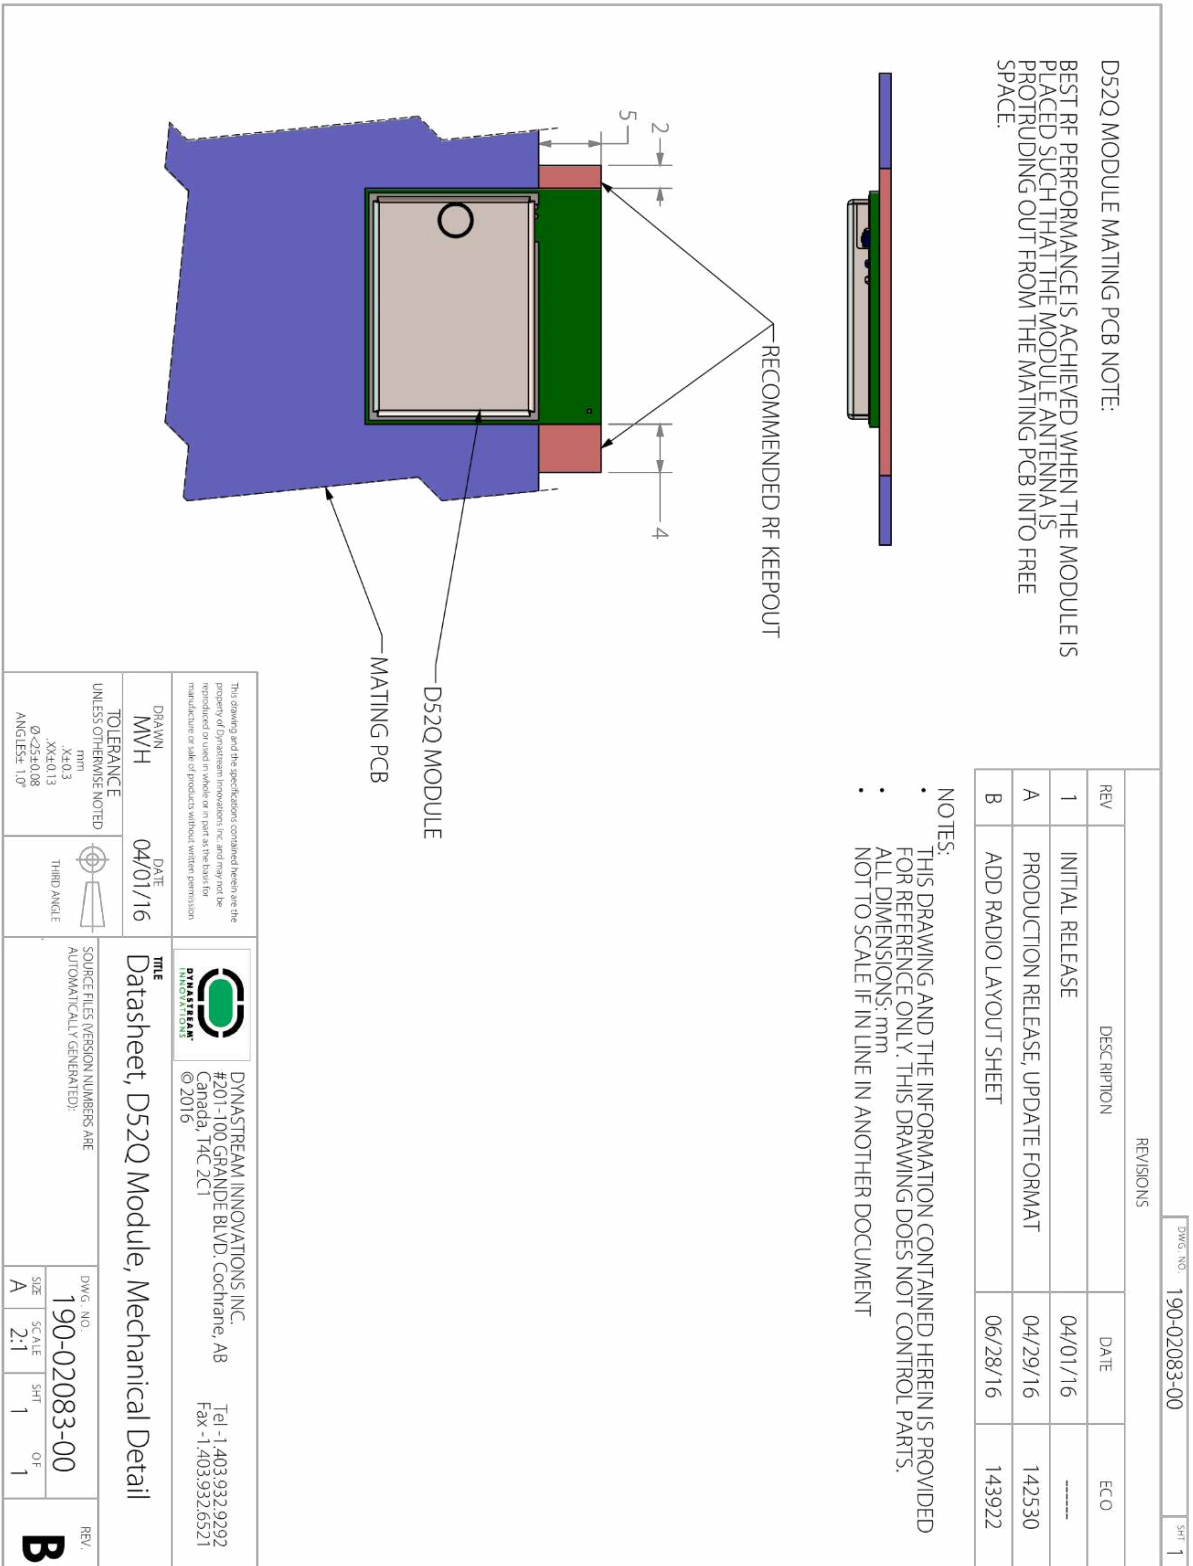 DWG. NO. 190-02083-00 SHT 1
REVISIONS
REV DESCRIPTION DATE ECO
1 INITIAL RELEASE 04/01/16 ------
A PRODUCTION RELEASE, UPDATE FORMAT 04/29/16 142530
B ADD RADIO LAYOUT SHEET 06/28/16 143922
D52Q MODULE MATING PCB NOTE:
BEST RF PERFORMANCE IS ACHIEVED WHEN THE MODULE IS
PLACED SUCH THAT THE MODULE ANTENNA IS
PROTRUDING OUT FROM THE MATING PCB INTO FREE
SPACE.
NOTES:
• THIS DRAWING AND THE INFORMATION CONTAINED HEREIN IS PROVIDED
FOR REFERENCE ONLY. THIS DRAWING DOES NOT CONTROL PARTS.
• ALL DIMENSIONS: mm
• NOT TO SCALE IF IN LINE IN ANOTHER DOCUMENT
RECOMMENDED RF KEEPOUT
2
4
5
D52Q MODULE
MATING PCB
This drawing and the specifications contained herein are the
property of Dynastream Innovations Inc. and may not be
reproduced or used in whole or in part as the basis for
manufacture or sale of products without written permission
DRAWN DATE
MVH 04/01/16
TOLERANCE
UNLESS OTHERWISE NOTED
mm
.X±0.3
.XX±0.13
Ø<25±0.08
ANGLES± 1.0°
THIRD ANGLE
DYNASTREAM
INNOVATIONS
DYNASTREAM INNOVATIONS INC.
#201-100 GRANDE BLVD. Cochrane, AB
Canada, T4C 2C1
© 2016
Tel -1.403.932.9292
Fax -1.403.932.6521
TITLE
Datasheet, D52Q Module, Mechanical Detail
SOURCE FILES (VERSION NUMBERS ARE
AUTOMATICALLY GENERATED):
DWG. NO.
190-02083-00
REV.
B
SIZE A SCALE 2:1 SHT 1 OF 1